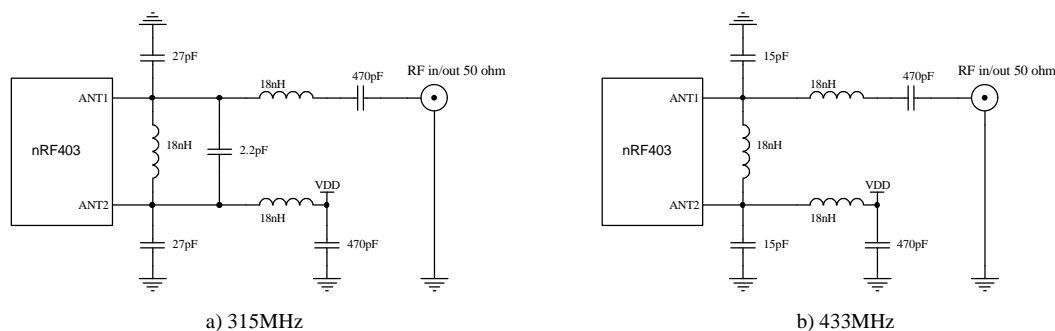 27pF
18nH
470pF
RF in/out 50 ohm
ANT1
nRF403
18nH
2.2pF
ANT2
VDD
18nH
27pF
470pF
a) 315MHz
15pF
18nH
470pF
RF in/out 50 ohm
ANT1
nRF403
18nH
ANT2
VDD
18nH
15pF
470pF
b) 433MHz